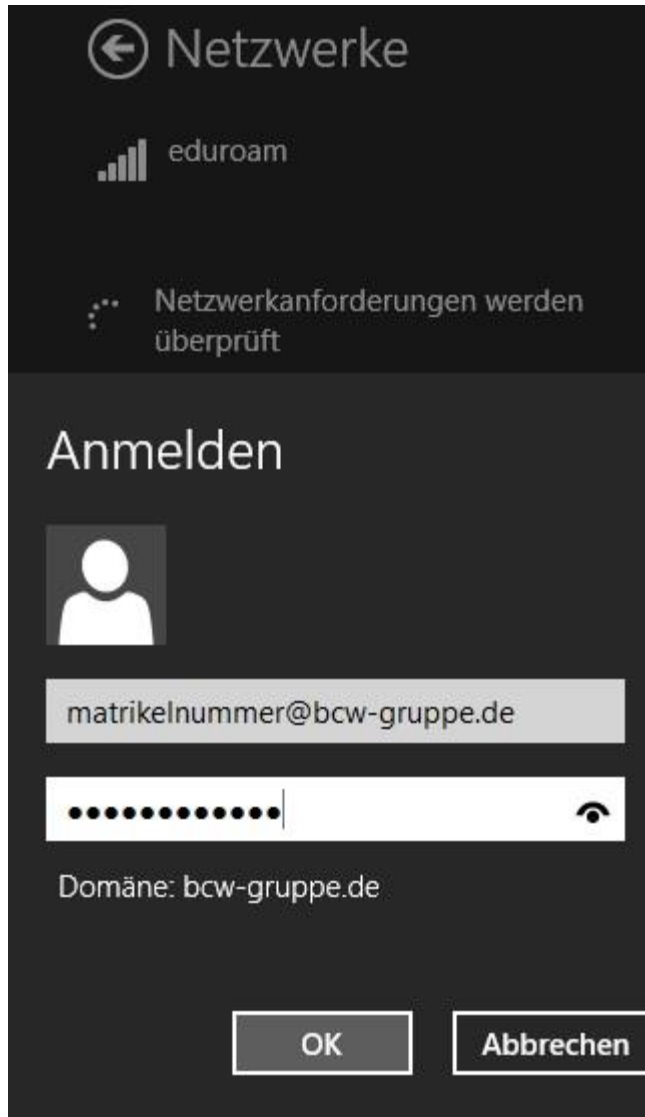 Netzwerke
eduroam
Netzwerkanforderungen werden
überprüft
Anmelden
matrikelnummer@bcw-gruppe.de
••••••••••••
Domäne: bcw-gruppe.de
OK
Abbrechen